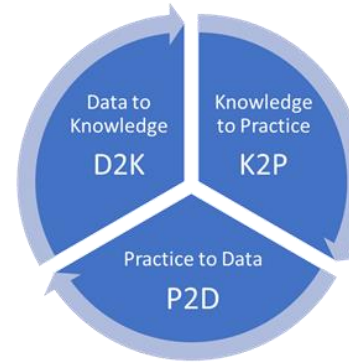 Data to
Knowledge
D2K
Knowledge
to Practice
K2P
Practice to Data
P2D